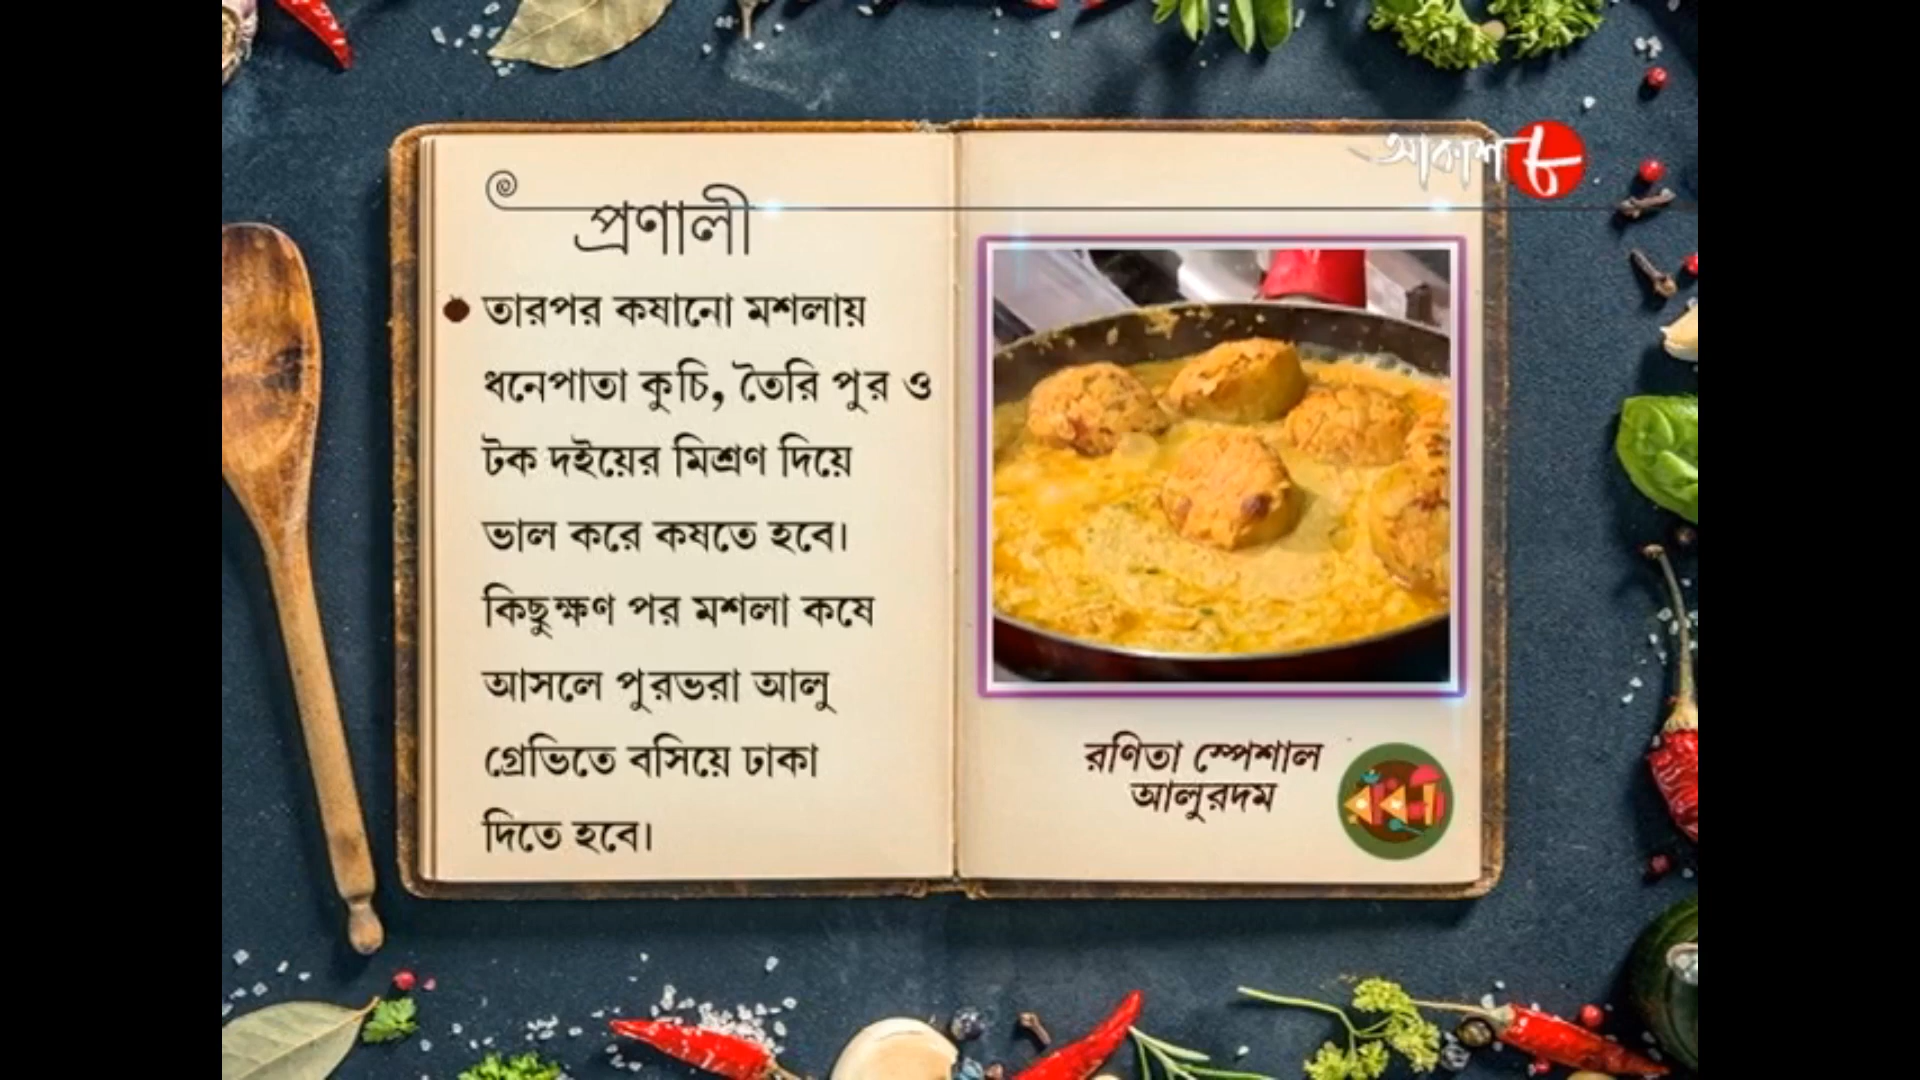 আকাশ ৮
প্রণালী
তারপর কষানো মশলায়
ধনেপাতা কুচি, তৈরি পুর ও
টক দইয়ের মিশ্রণ দিয়ে
ভাল করে কষতে হবে।
কিছুক্ষণ পর মশলা কষে
আসলে পুরভরা আলু
গ্রেভিতে বসিয়ে ঢাকা
দিতে হবে।
রণিতা স্পেশাল
আলুরদম